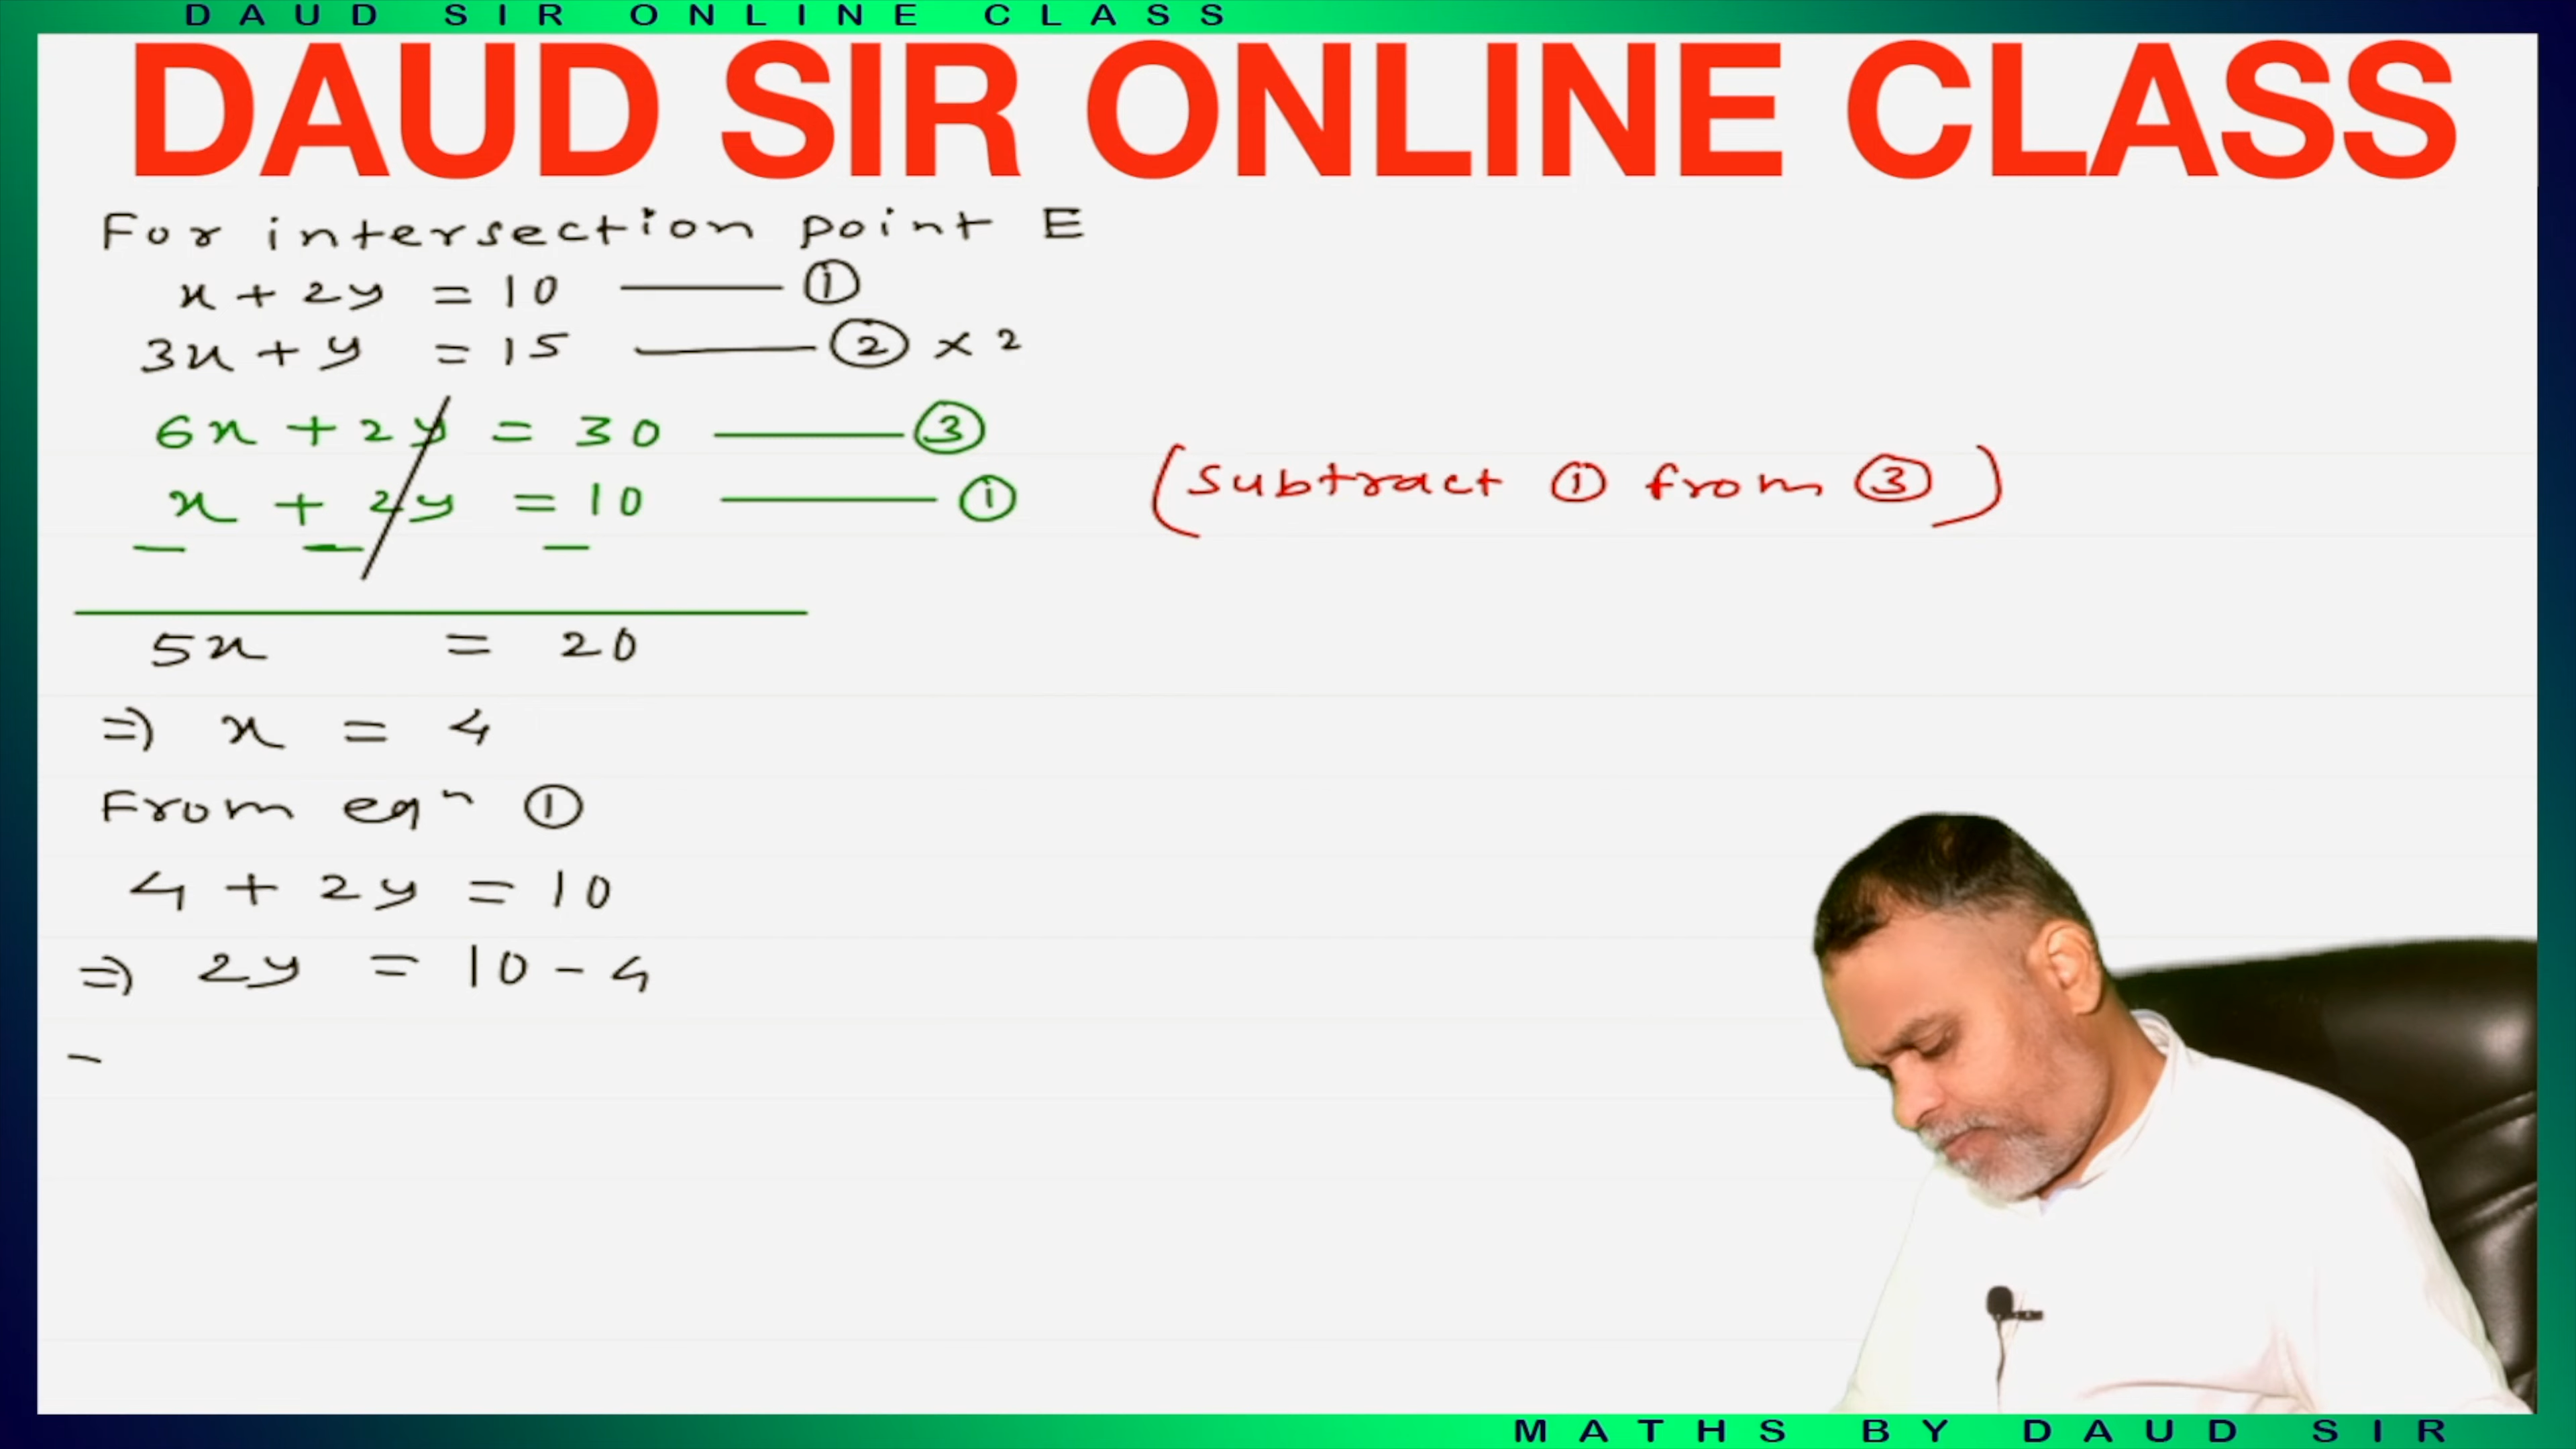 DAUD SIR ONLINE CLASS
DAUD SIR ONLINE CLASS
For intersection point E
x + 2y = 10 —— ①
3x + y = 15 —— ② × 2
6x + 2y = 30 —— ③
x + 2y = 10 —— ①
(subtract ① from ③)
— — —
5x = 20
⇒ x = 4
From eqⁿ ①
4 + 2y = 10
⇒ 2y = 10 - 4
MATHS BY DAUD SIR